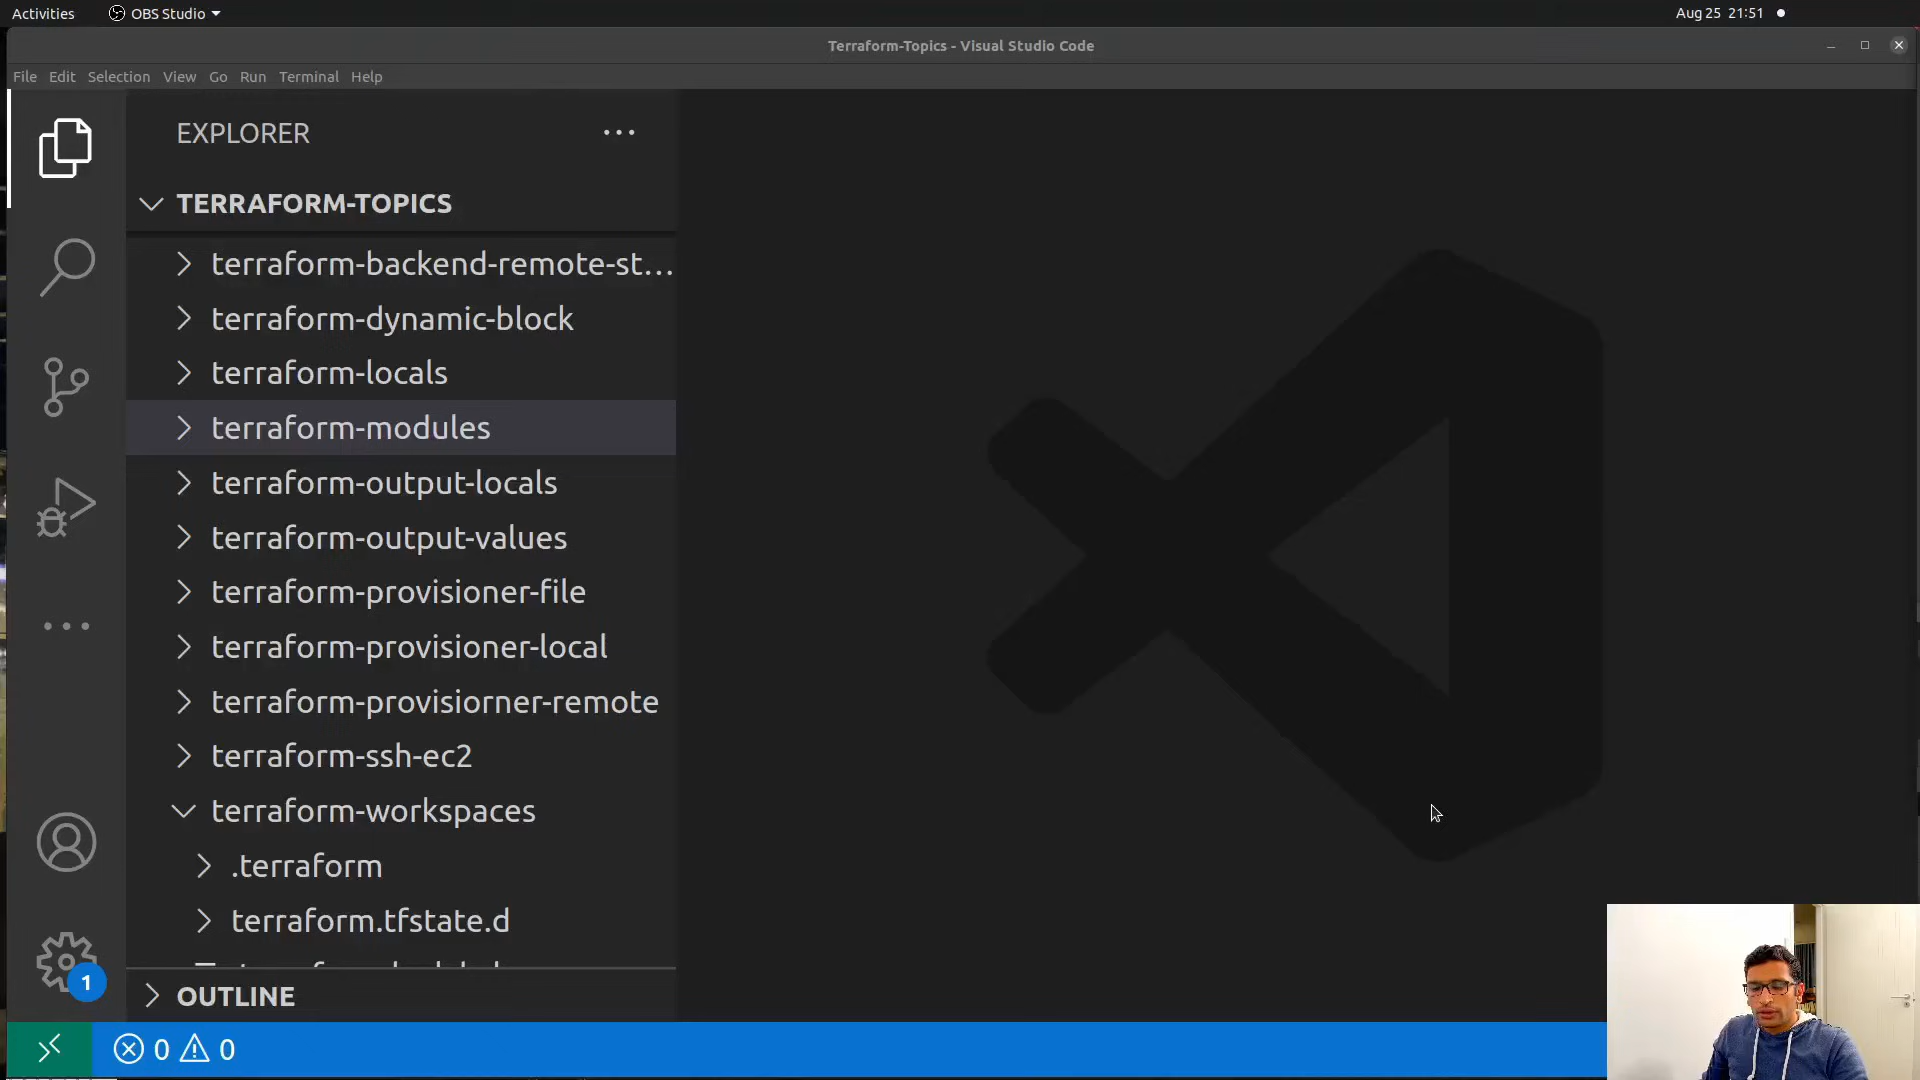 Activities OBS Studio Aug 25 21:51
Terraform-Topics - Visual Studio Code
File Edit Selection View Go Run Terminal Help
EXPLORER
TERRAFORM-TOPICS
terraform-backend-remote-st...
terraform-dynamic-block
terraform-locals
terraform-modules
terraform-output-locals
terraform-output-values
terraform-provisioner-file
terraform-provisioner-local
terraform-provisiorner-remote
terraform-ssh-ec2
terraform-workspaces
.terraform
terraform.tfstate.d
1
OUTLINE
0 0